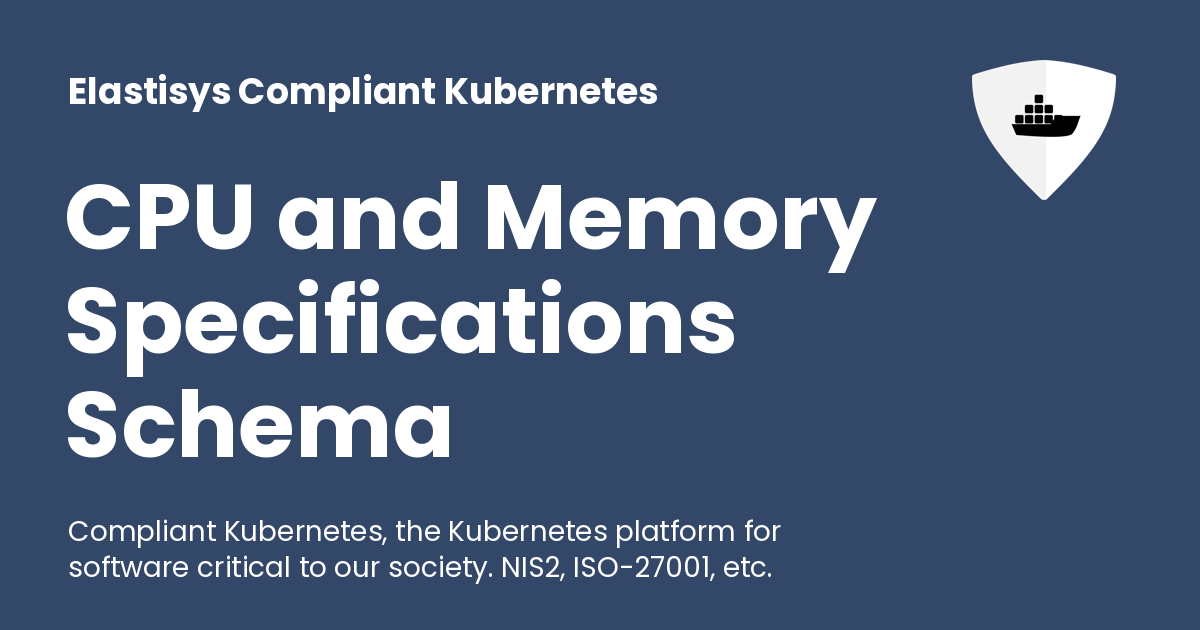 Elastisys Compliant Kubernetes
CPU and Memory
Specifications
Schema
Compliant Kubernetes, the Kubernetes platform for
software critical to our society. NIS2, ISO-27001, etc.